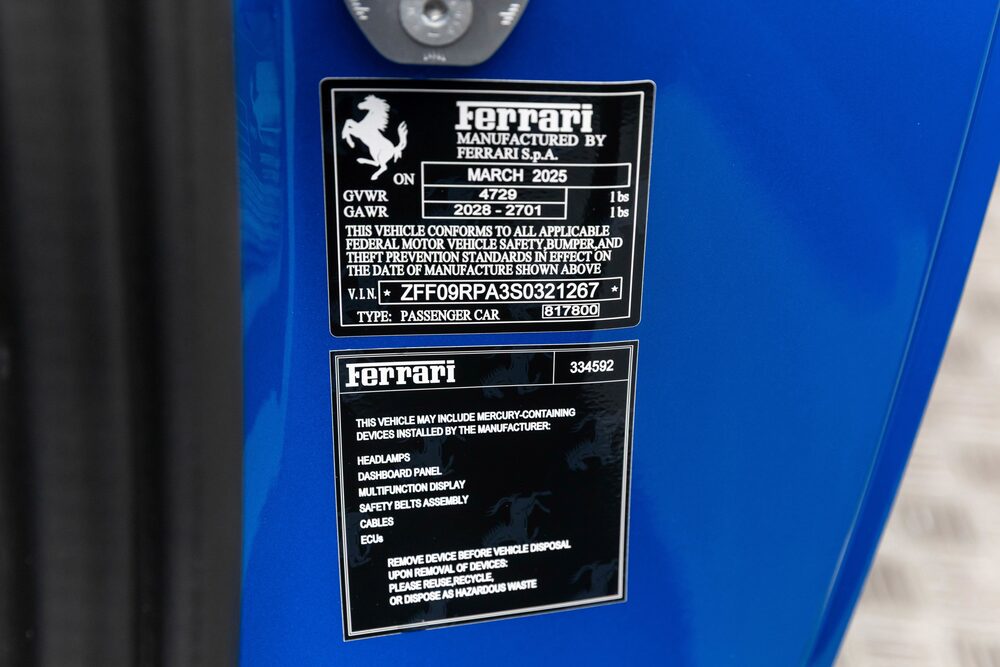 Ferrari
MANUFACTURED BY
FERRARI S.p.A.
ON MARCH 2025
GVWR 4729 lbs
GAWR 2028 - 2701 lbs
THIS VEHICLE CONFORMS TO ALL APPLICABLE
FEDERAL MOTOR VEHICLE SAFETY,BUMPER,AND
THEFT PREVENTION STANDARDS IN EFFECT ON
THE DATE OF MANUFACTURE SHOWN ABOVE
V.I.N. * ZFF09RPA3S0321267 *
TYPE: PASSENGER CAR 817800
Ferrari 334592
THIS VEHICLE MAY INCLUDE MERCURY-CONTAINING
DEVICES INSTALLED BY THE MANUFACTURER:
HEADLAMPS
DASHBOARD PANEL
MULTIFUNCTION DISPLAY
SAFETY BELTS ASSEMBLY
CABLES
ECUs
REMOVE DEVICE BEFORE VEHICLE DISPOSAL
UPON REMOVAL OF DEVICES:
PLEASE REUSE,RECYCLE,
OR DISPOSE AS HAZARDOUS WASTE